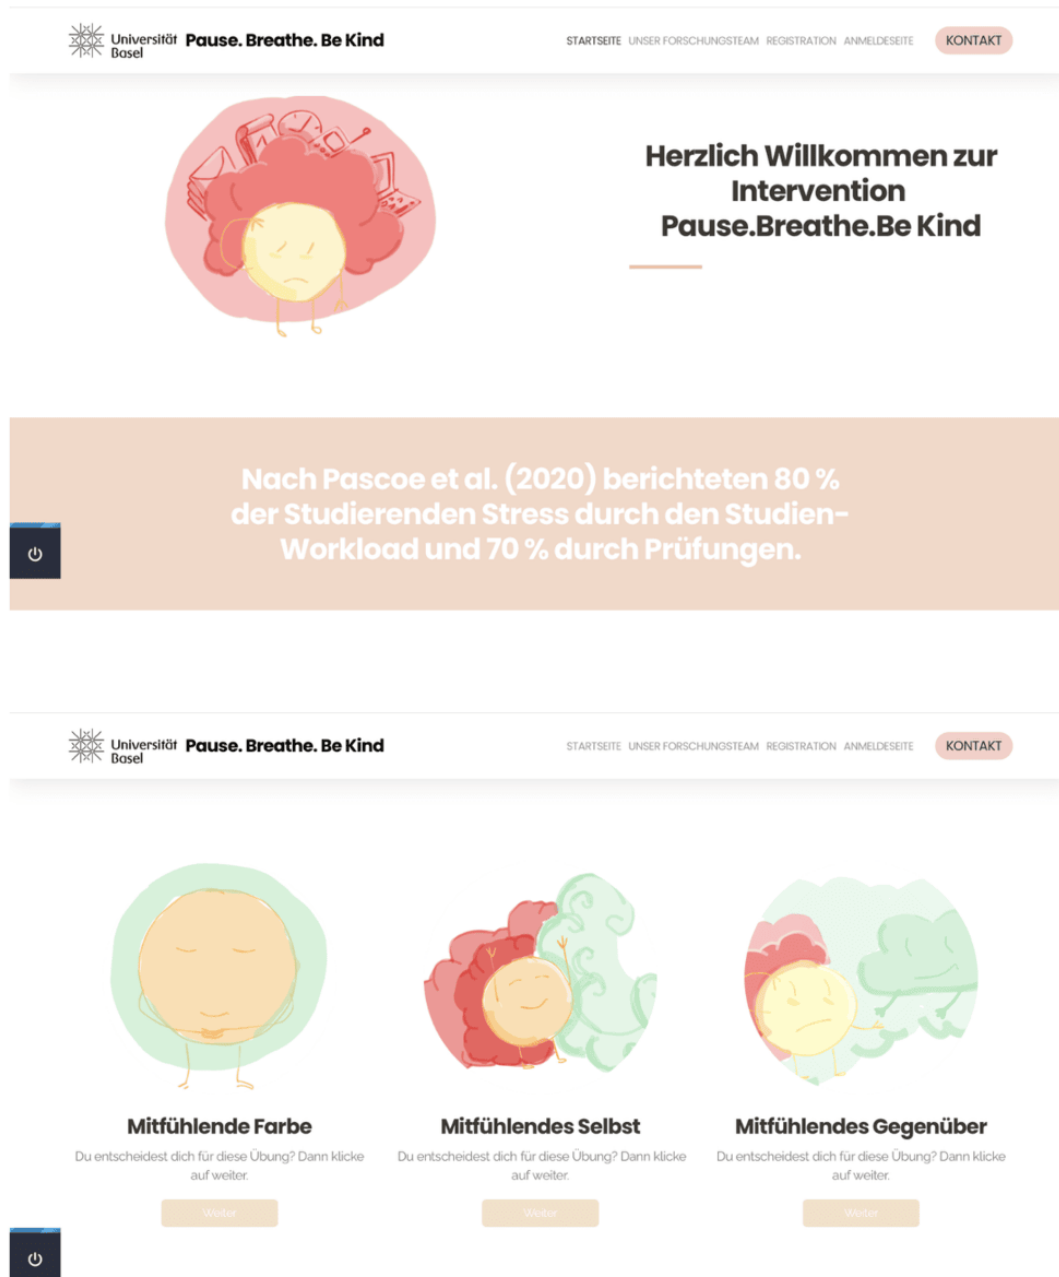 Universität
Basel
Pause. Breathe. Be Kind
STARTSEITE UNSER FORSCHUNGSTEAM REGISTRATION ANMELDESEITE KONTAKT
Herzlich Willkommen zur
Intervention
Pause.Breathe.Be Kind
Nach Pascoe et al. (2020) berichteten 80 %
der Studierenden Stress durch den Studien-
Workload und 70 % durch Prüfungen.
Universität
Basel
Pause. Breathe. Be Kind
STARTSEITE UNSER FORSCHUNGSTEAM REGISTRATION ANMELDESEITE KONTAKT
Mitfühlende Farbe
Du entscheidest dich für diese Übung? Dann klicke
auf weiter.
Weiter
Mitfühlendes Selbst
Du entscheidest dich für diese Übung? Dann klicke
auf weiter.
Weiter
Mitfühlendes Gegenüber
Du entscheidest dich für diese Übung? Dann klicke
auf weiter.
Weiter